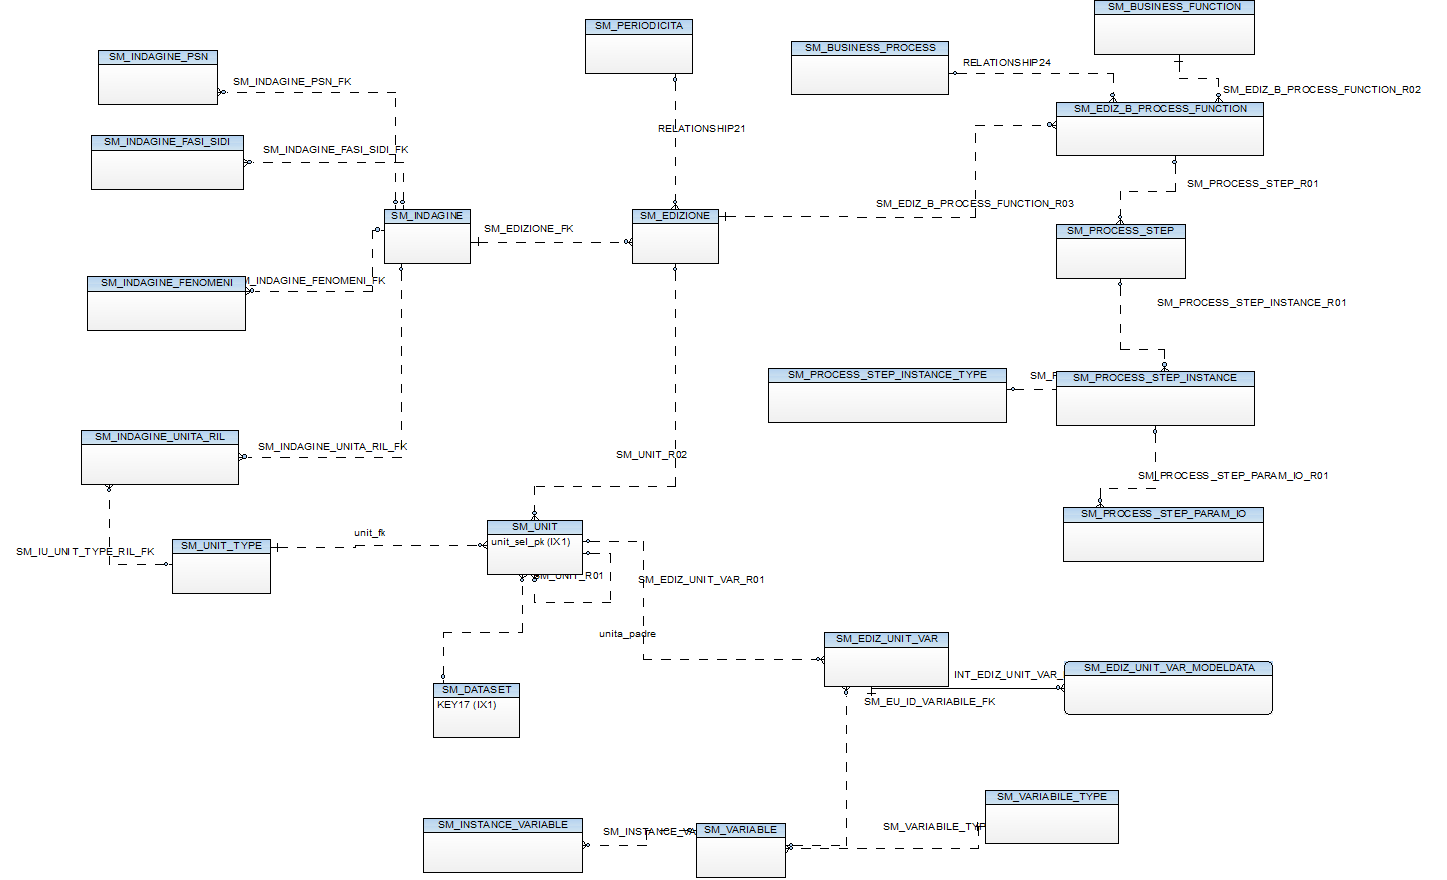 SM_BUSINESS_FUNCTION
SM_PERIODICITA
SM_BUSINESS_PROCESS
SM_INDAGINE_PSN
RELATIONSHIP24
SM_INDAGINE_PSN_FK
SM_EDIZ_B_PROCESS_FUNCTION_R02
SM_EDIZ_B_PROCESS_FUNCTION
RELATIONSHIP21
SM_INDAGINE_FASI_SIDI
SM_INDAGINE_FASI_SIDI_FK
SM_PROCESS_STEP_R01
SM_EDIZ_B_PROCESS_FUNCTION_R03
SM_INDAGINE
SM_EDIZIONE
SM_EDIZIONE_FK
SM_PROCESS_STEP
SM_INDAGINE_FENOMENI
M_INDAGINE_FENOMENI_FK
SM_PROCESS_STEP_INSTANCE_R01
SM_PROCESS_STEP_INSTANCE_TYPE
SM_F
SM_PROCESS_STEP_INSTANCE
SM_INDAGINE_UNITA_RIL
SM_INDAGINE_UNITA_RIL_FK
SM_UNIT_R02
SM_PROCESS_STEP_PARAM_IO_R01
SM_PROCESS_STEP_PARAM_IO
SM_UNIT
unit_sel_pk (IX1)
unit_fk
SM_UNIT_TYPE
SM_IU_UNIT_TYPE_RIL_FK
SM_UNIT_R01
SM_EDIZ_UNIT_VAR_R01
unita_padre
SM_EDIZ_UNIT_VAR
SM_EDIZ_UNIT_VAR_MODELDATA
INT_EDIZ_UNIT_VAR_
SM_DATASET
KEY17 (IX1)
SM_EU_ID_VARIABILE_FK
SM_VARIABILE_TYPE
SM_INSTANCE_VARIABLE
SM_INSTANCE_VA
SM_VARIABLE
SM_VARIABILE_TYP